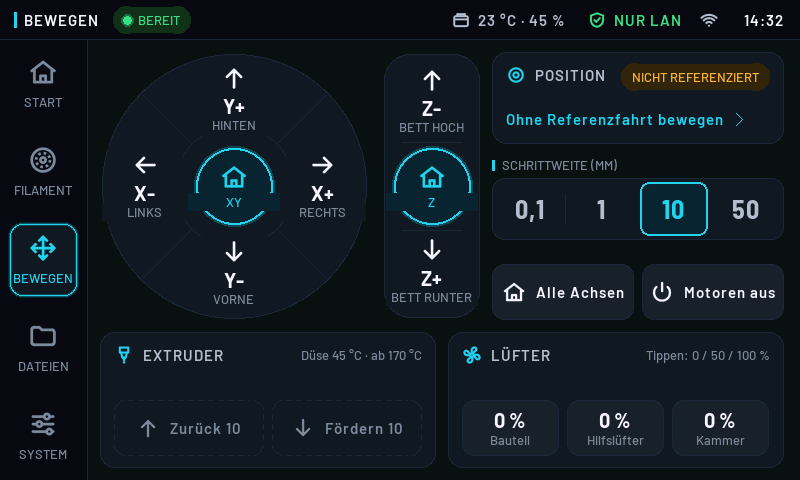 BEWEGEN
BEREIT
23 °C · 45 %
NUR LAN
14:32
START
FILAMENT
BEWEGEN
DATEIEN
SYSTEM
Y+
HINTEN
X-
LINKS
XY
X+
RECHTS
Y-
VORNE
Z-
BETT HOCH
Z
Z+
BETT RUNTER
POSITION
NICHT REFERENZIERT
Ohne Referenzfahrt bewegen
SCHRITTWEITE (MM)
0,1
1
10
50
Alle Achsen
Motoren aus
EXTRUDER
Düse 45 °C · ab 170 °C
Zurück 10
Fördern 10
LÜFTER
Tippen: 0 / 50 / 100 %
0 %
Bauteil
0 %
Hilfslüfter
0 %
Kammer